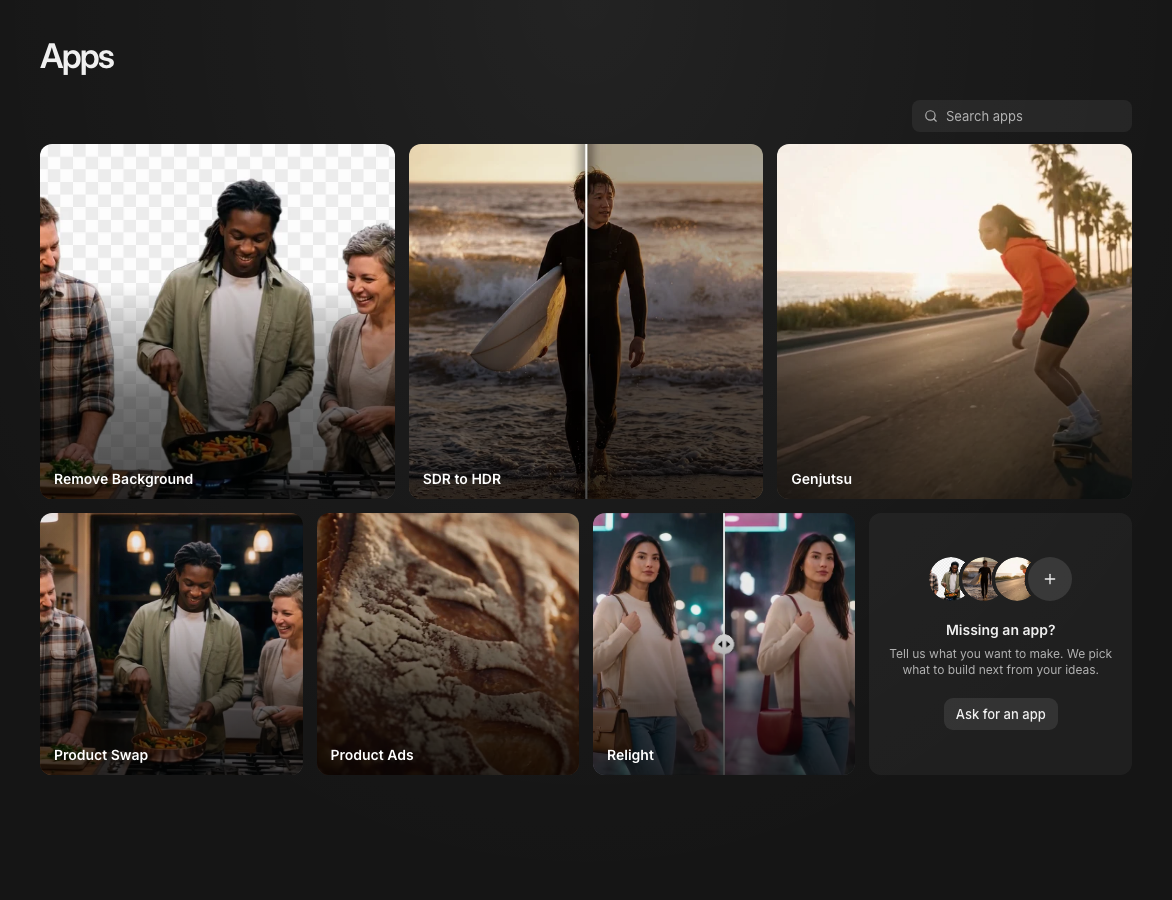 Apps
Search apps
Remove Background
SDR to HDR
Genjutsu
Product Swap
Product Ads
Relight
Missing an app?
Tell us what you want to make. We pick
what to build next from your ideas.
Ask for an app